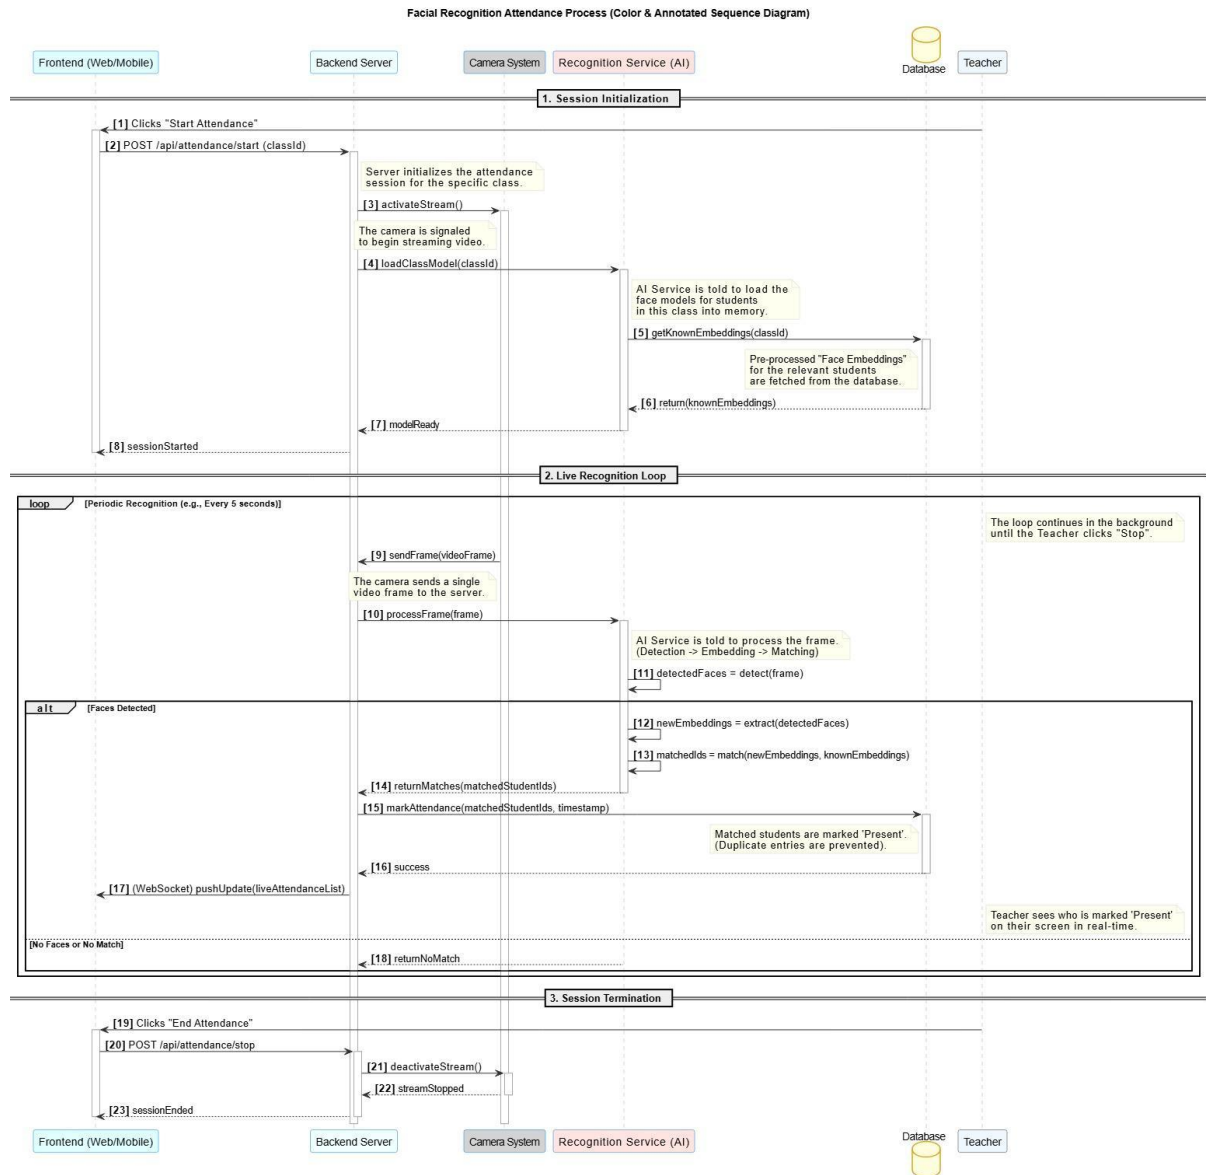 Facial Recognition Attendance Process (Color & Annotated Sequence Diagram)
Frontend (Web/Mobile)
Backend Server
Camera System
Recognition Service (AI)
Database
Teacher
1. Session Initialization
[1] Clicks "Start Attendance"
[2] POST /api/attendance/start (classId)
Server initializes the attendance
session for the specific class.
[3] activateStream()
The camera is signaled
to begin streaming video.
[4] loadClassModel(classId)
AI Service is told to load the
face models for students
in this class into memory.
[5] getKnownEmbeddings(classId)
Pre-processed "Face Embeddings"
for the relevant students
are fetched from the database.
[6] return(knownEmbeddings)
[7] modelReady
[8] sessionStarted
2. Live Recognition Loop
loop
[Periodic Recognition (e.g., Every 5 seconds)]
The loop continues in the background
until the Teacher clicks "Stop".
[9] sendFrame(videoFrame)
The camera sends a single
video frame to the server.
[10] processFrame(frame)
AI Service is told to process the frame.
(Detection -> Embedding -> Matching)
[11] detectedFaces = detect(frame)
alt
[Faces Detected]
[12] newEmbeddings = extract(detectedFaces)
[13] matchedIds = match(newEmbeddings, knownEmbeddings)
[14] returnMatches(matchedStudentIds)
[15] markAttendance(matchedStudentIds, timestamp)
Matched students are marked 'Present'.
(Duplicate entries are prevented).
[16] success
[17] (WebSocket) pushUpdate(liveAttendanceList)
Teacher sees who is marked 'Present'
on their screen in real-time.
[No Faces or No Match]
[18] returnNoMatch
3. Session Termination
[19] Clicks "End Attendance"
[20] POST /api/attendance/stop
[21] deactivateStream()
[22] streamStopped
[23] sessionEnded
Frontend (Web/Mobile)
Backend Server
Camera System
Recognition Service (AI)
Database
Teacher